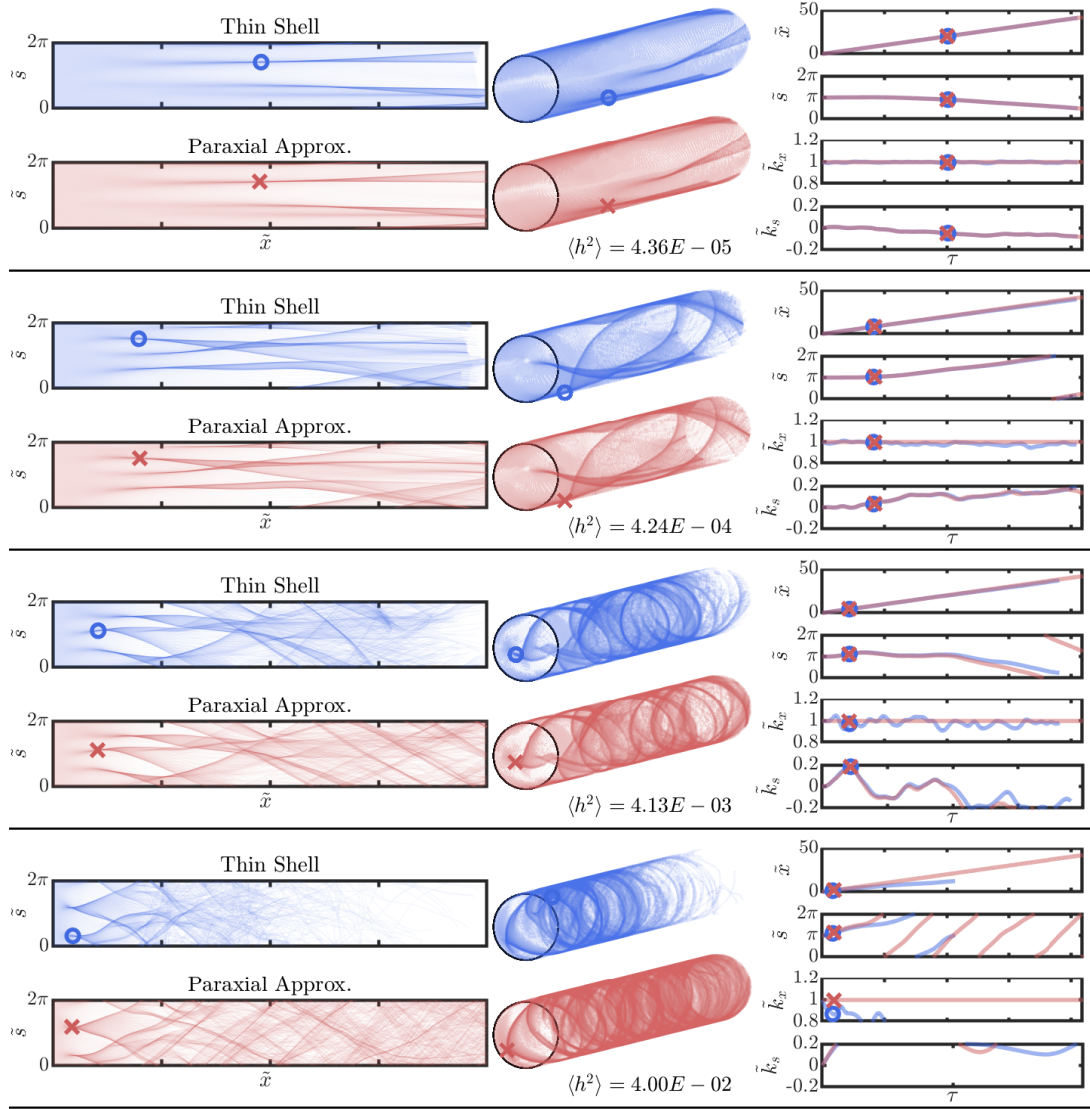 Thin Shell
2π
s̃
0
Paraxial Approx.
2π
s̃
0
x̃
⟨h²⟩ = 4.36E − 05
50
x̃
0
2π
s̃ π
0
1.2
k̃ₓ 1
0.8
0.2
k̃ₛ 0
-0.2
τ
Thin Shell
2π
s̃
0
Paraxial Approx.
2π
s̃
0
x̃
⟨h²⟩ = 4.24E − 04
50
x̃
0
2π
s̃ π
0
1.2
k̃ₓ 1
0.8
0.2
k̃ₛ 0
-0.2
τ
Thin Shell
2π
s̃
0
Paraxial Approx.
2π
s̃
0
x̃
⟨h²⟩ = 4.13E − 03
50
x̃
0
2π
s̃ π
0
1.2
k̃ₓ 1
0.8
0.2
k̃ₛ 0
-0.2
τ
Thin Shell
2π
s̃
0
Paraxial Approx.
2π
s̃
0
x̃
⟨h²⟩ = 4.00E − 02
50
x̃
0
2π
s̃ π
0
1.2
k̃ₓ 1
0.8
0.2
k̃ₛ 0
-0.2
τ